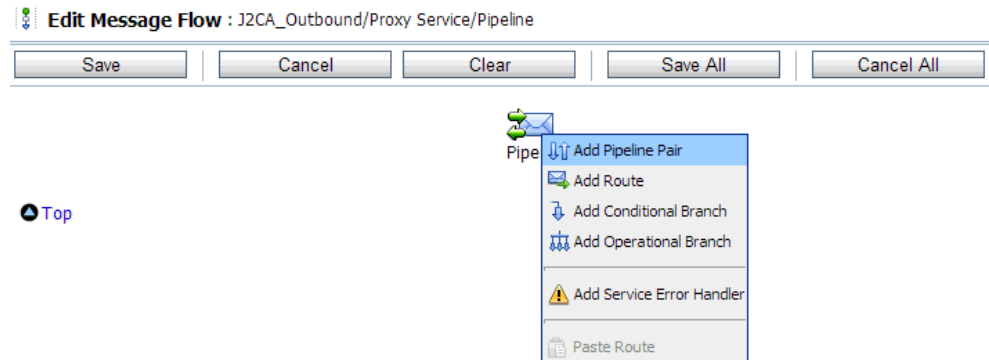 Edit Message Flow : J2CA_Outbound/Proxy Service/Pipeline
Save Cancel Clear Save All Cancel All
Pipe
Add Pipeline Pair
Add Route
Add Conditional Branch
Add Operational Branch
Add Service Error Handler
Paste Route
Top